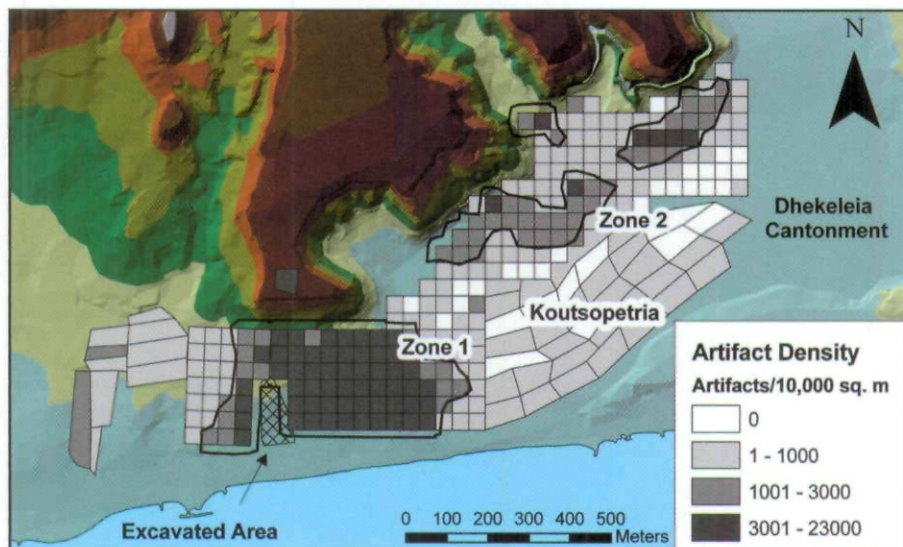 N
Dhekeleia
Cantonment
Zone 2
Koutsopetria
Zone 1
Excavated Area
0 100 200 300 400 500
Meters
Artifact Density
Artifacts/10,000 sq. m
0
1 - 1000
1001 - 3000
3001 - 23000